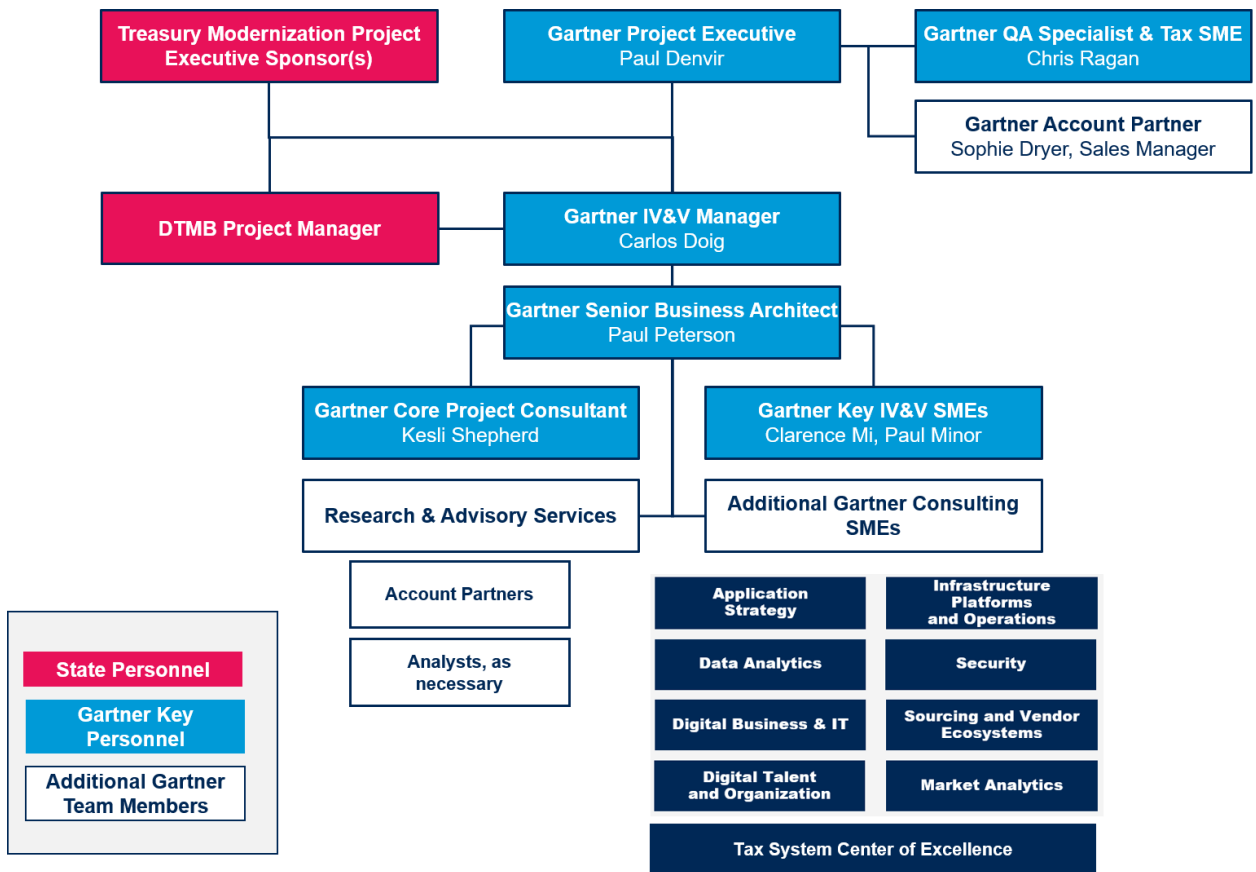 Treasury Modernization Project
Executive Sponsor(s)
Gartner Project Executive
Paul Denvir
Gartner QA Specialist & Tax SME
Chris Ragan
Gartner Account Partner
Sophie Dryer, Sales Manager
DTMB Project Manager
Gartner IV&V Manager
Carlos Doig
Gartner Senior Business Architect
Paul Peterson
Gartner Core Project Consultant
Kesli Shepherd
Gartner Key IV&V SMEs
Clarence Mi, Paul Minor
Research & Advisory Services
Additional Gartner Consulting
SMEs
Account Partners
Analysts, as
necessary
Application
Strategy
Infrastructure
Platforms
and Operations
Data Analytics
Security
Digital Business & IT
Sourcing and Vendor
Ecosystems
Digital Talent
and Organization
Market Analytics
Tax System Center of Excellence
State Personnel
Gartner Key
Personnel
Additional Gartner
Team Members